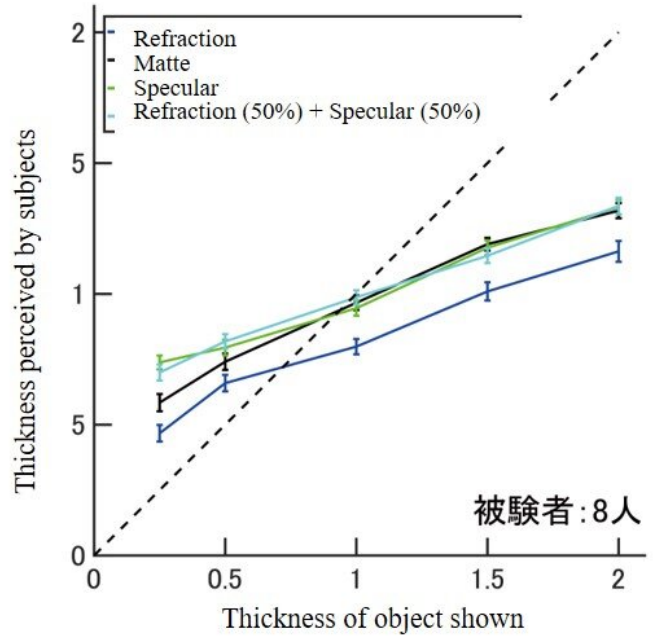 2
Refraction
Matte
Specular
Refraction (50%) + Specular (50%)
5
1
5
0
Thickness perceived by subjects
被験者:8人
0 0.5 1 1.5 2
Thickness of object shown